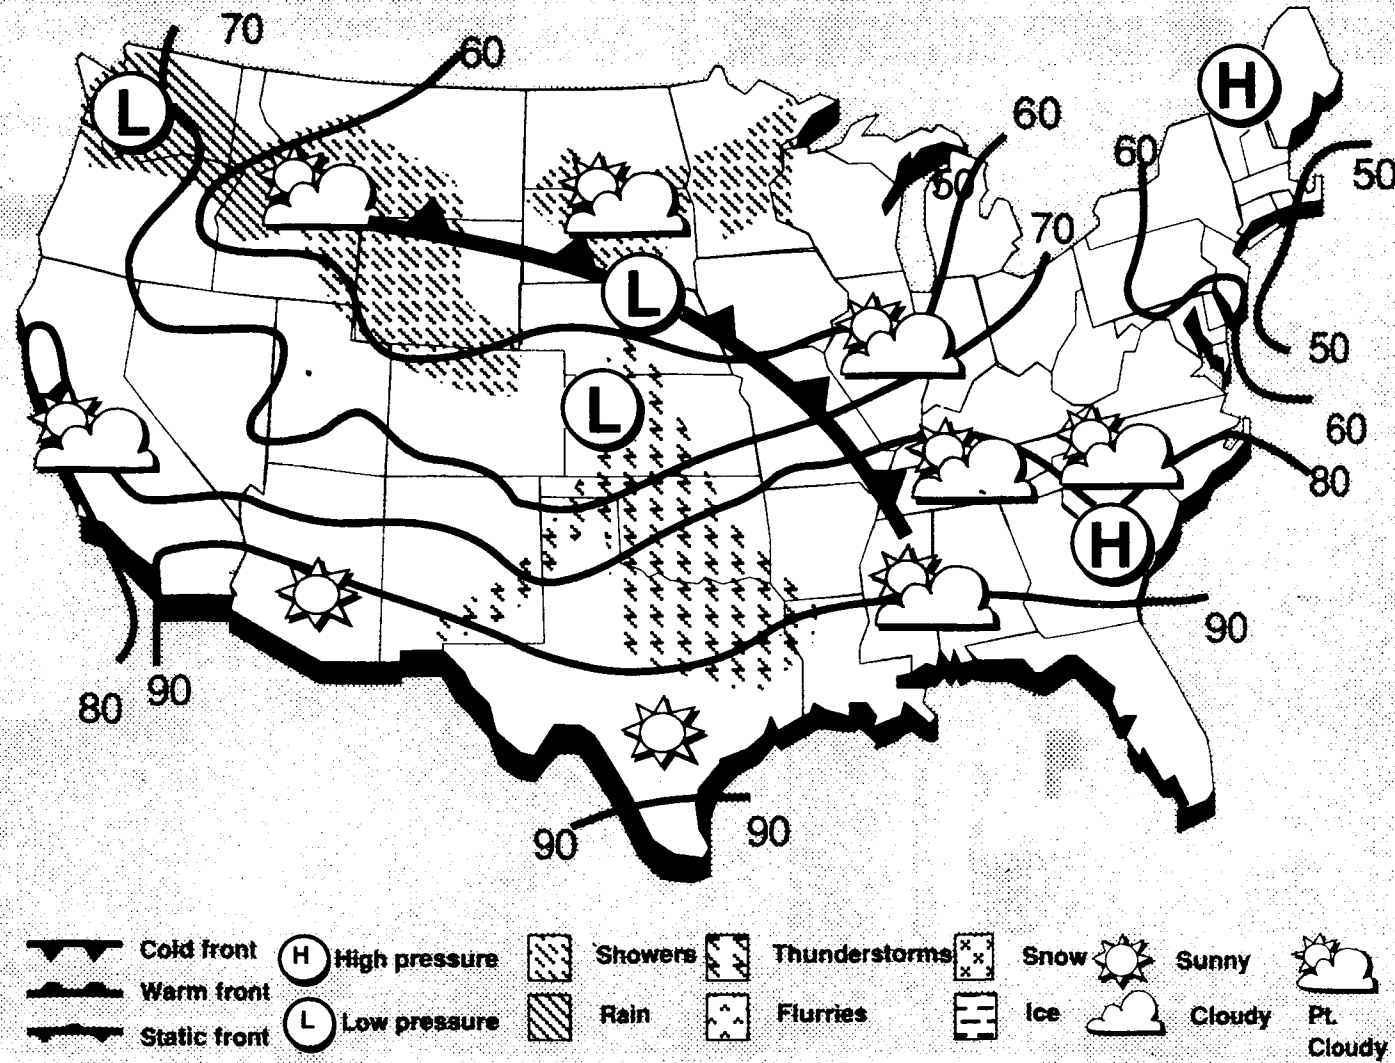 70
60
L
H
60
60
50
50
70
L
50
L
60
80
H
90
80
90
90
90
Cold front
H
High pressure
Showers
Thunderstorms
Snow
Sunny
Warm front
Static front
L
Low pressure
Rain
Flurries
Ice
Cloudy
Pt.
Cloudy